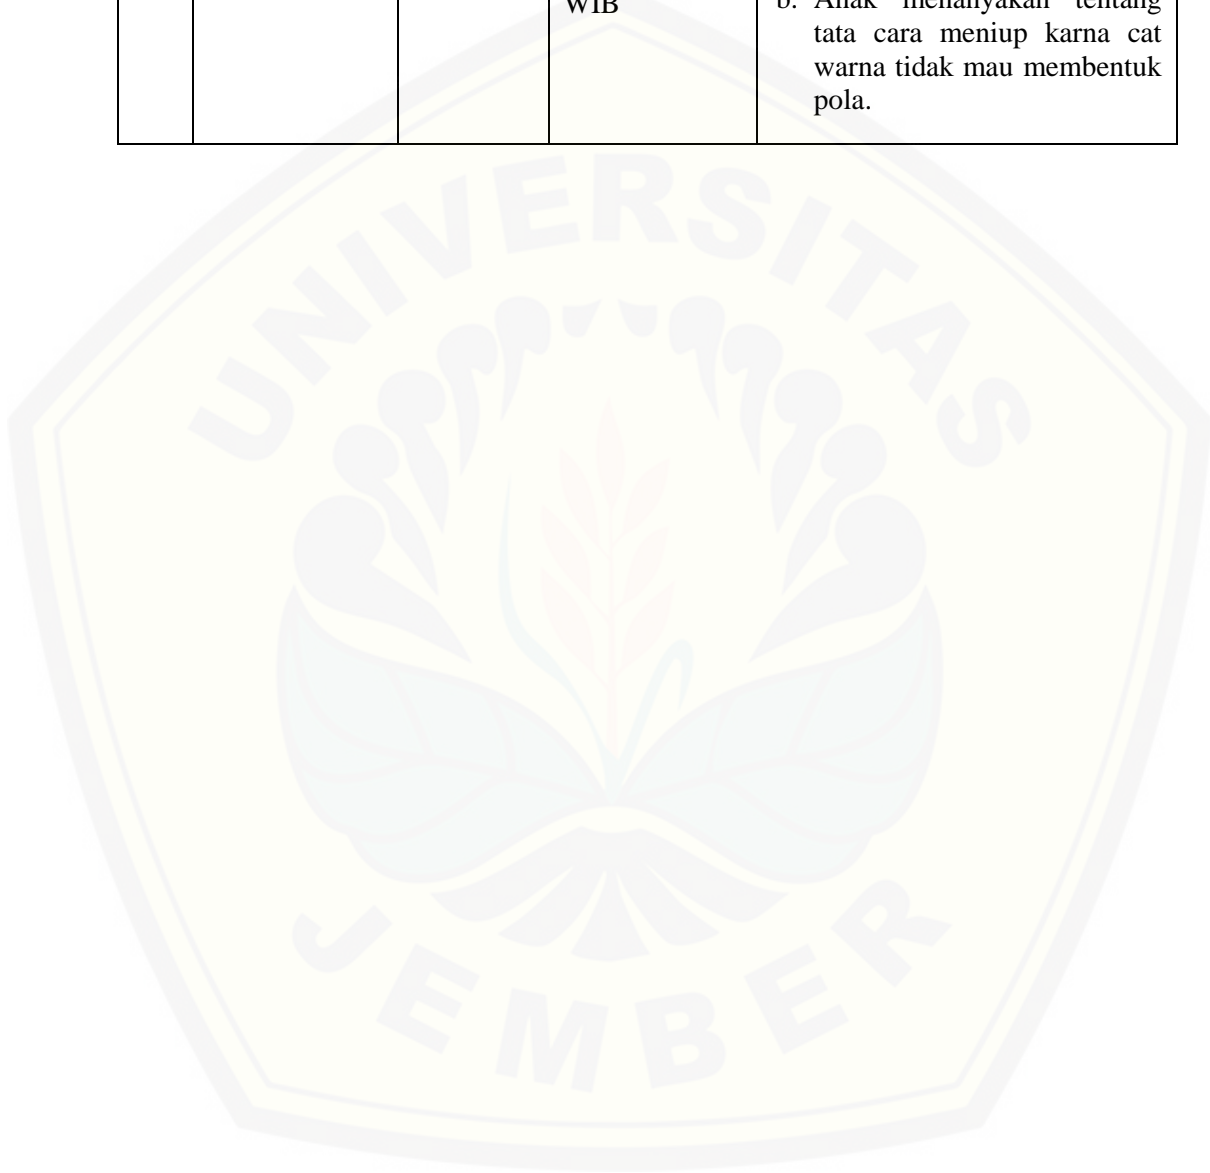 WIB
b. Anak menanyakan tentang
tata cara meniup karna cat
warna tidak mau membentuk
pola.
UNIVERSITAS
JEMBER